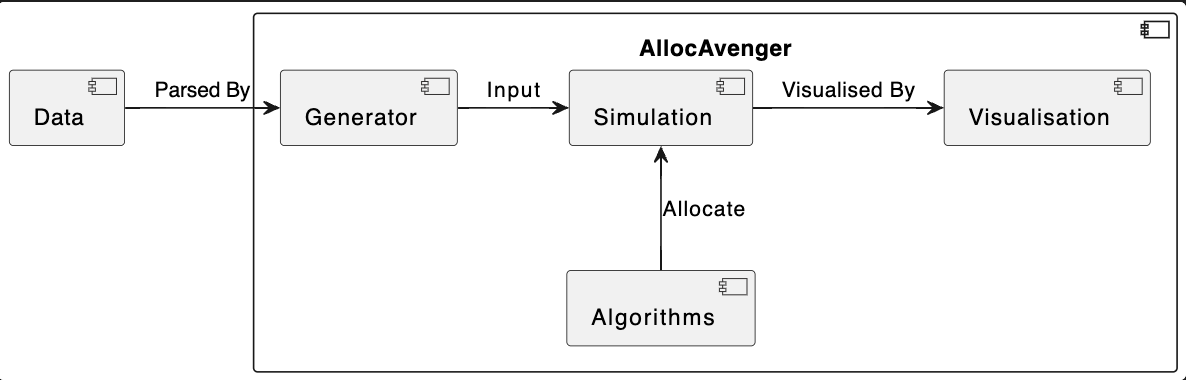 AllocAvenger
Data
Parsed By
Generator
Input
Simulation
Visualised By
Visualisation
Allocate
Algorithms